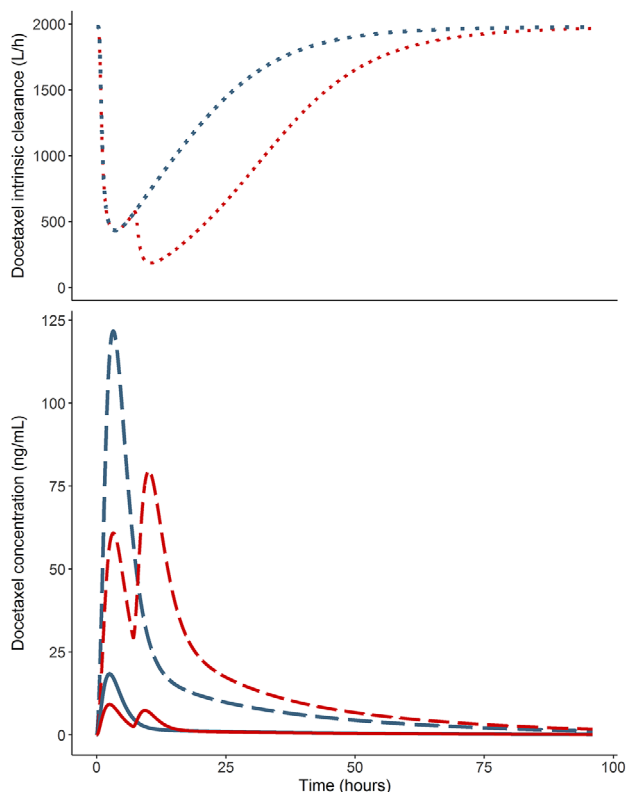 Docetaxel intrinsic clearance (L/h)
2000
1500
1000
500
0
Docetaxel concentration (ng/mL)
125
100
75
50
25
0
0 25 50 75 100
Time (hours)